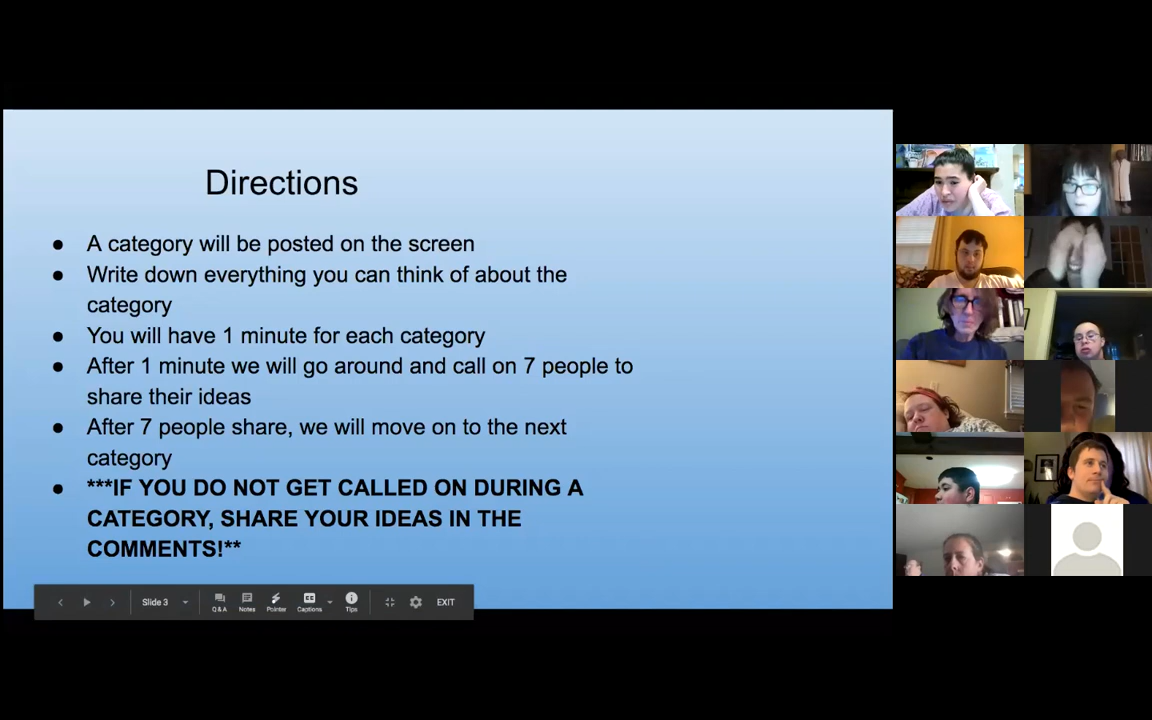 Directions
● A category will be posted on the screen
● Write down everything you can think of about the
category
● You will have 1 minute for each category
● After 1 minute we will go around and call on 7 people to
share their ideas
● After 7 people share, we will move on to the next
category
● ***IF YOU DO NOT GET CALLED ON DURING A
CATEGORY, SHARE YOUR IDEAS IN THE
COMMENTS!**
Slide 3
Q&A
Notes
Pointer
CC
Captions
Tips
EXIT